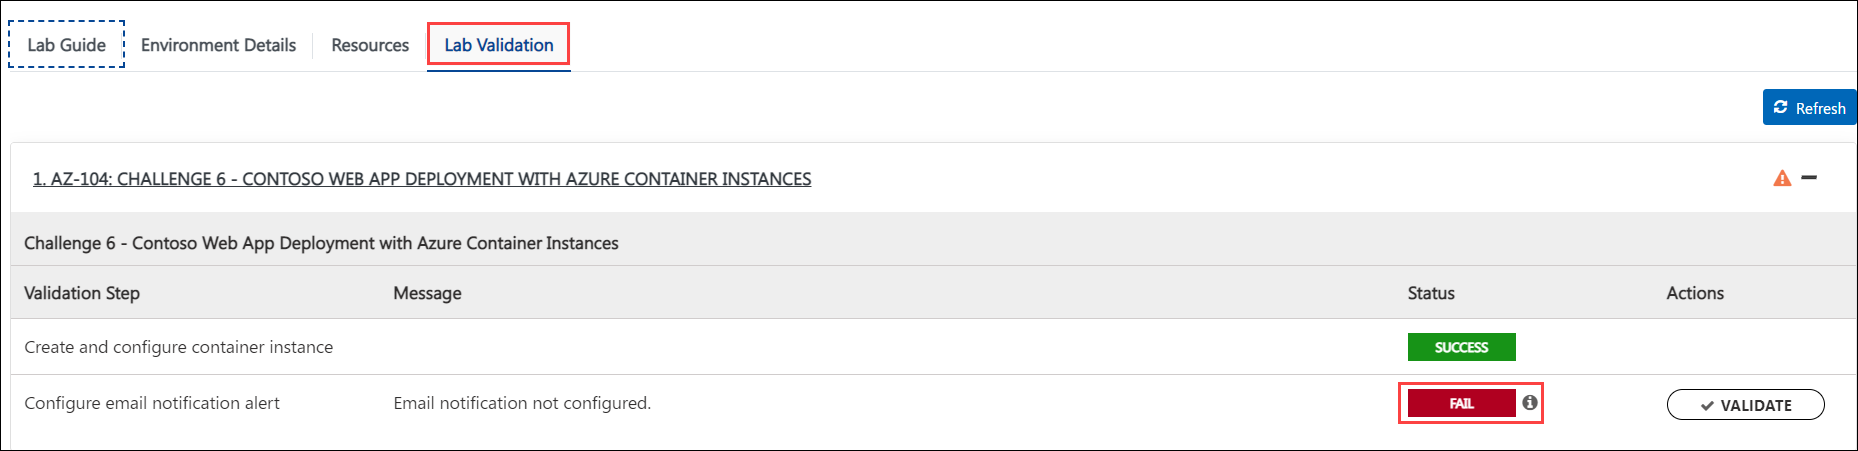 Lab Guide Environment Details Resources Lab Validation
Refresh
1. AZ-104: CHALLENGE 6 - CONTOSO WEB APP DEPLOYMENT WITH AZURE CONTAINER INSTANCES
Challenge 6 - Contoso Web App Deployment with Azure Container Instances
Validation Step Message Status Actions
Create and configure container instance SUCCESS
Configure email notification alert Email notification not configured. FAIL VALIDATE